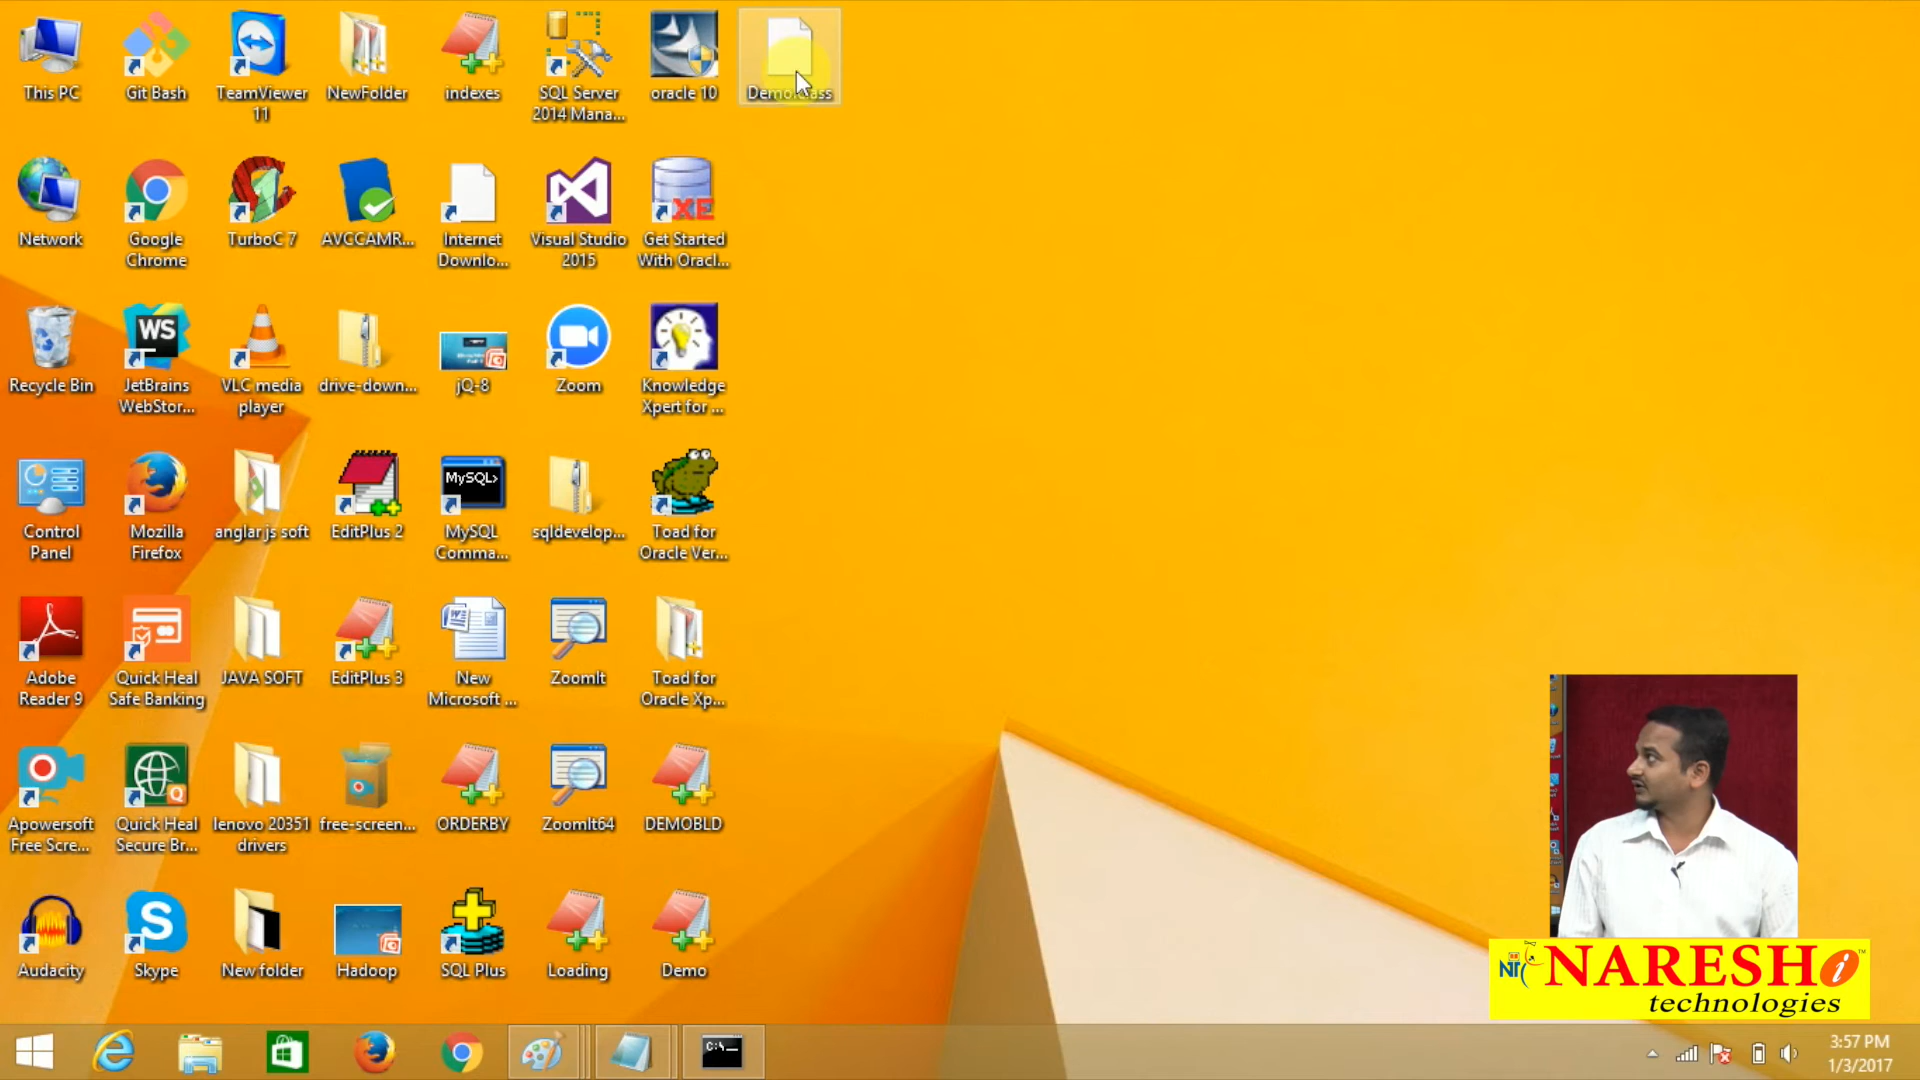 This PC
Git Bash
TeamViewer
11
NewFolder
indexes
SQL Server
2014 Mana...
oracle 10
Network
Google
Chrome
TurboC 7
AVCCAMR...
Internet
Downlo...
Visual Studio
2015
XE
Get Started
With Oracl...
Recycle Bin
WS
JetBrains
WebStor...
VLC media
player
drive-down...
jQ-8
Zoom
Knowledge
Xpert for ...
Control
Panel
Mozilla
Firefox
anglar js soft
EditPlus 2
MySQL>
MySQL
Comma...
sqldevelop...
Toad for
Oracle Ver...
Adobe
Reader 9
Quick Heal
Safe Banking
JAVA SOFT
EditPlus 3
New
Microsoft ...
ZoomIt
Toad for
Oracle Xp...
Apowersoft
Free Scre...
Quick Heal
Secure Br...
lenovo 20351
drivers
free-screen...
ORDERBY
ZoomIt64
DEMOBLD
Audacity
Skype
New folder
Hadoop
SQL Plus
Loading
Demo
NARESHi
technologies
C:\
3:57 PM
1/3/2017